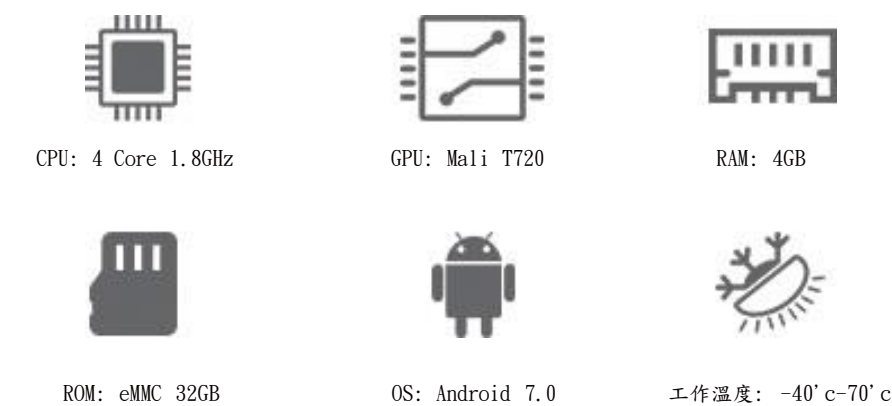 CPU: 4 Core 1.8GHz
GPU: Mali T720
RAM: 4GB
ROM: eMMC 32GB
OS: Android 7.0
工作溫度: -40'c-70'c